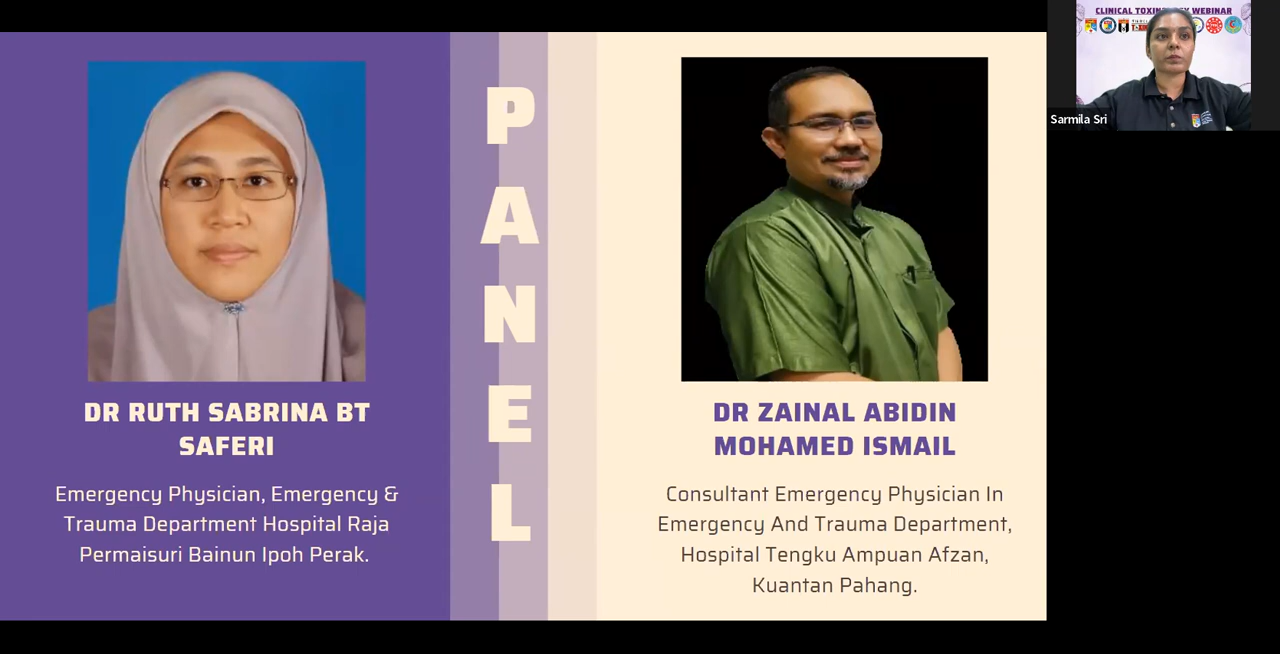 DR RUTH SABRINA BT
SAFERI
Emergency Physician, Emergency &
Trauma Department Hospital Raja
Permaisuri Bainun Ipoh Perak.
PANEL
DR ZAINAL ABIDIN
MOHAMED ISMAIL
Consultant Emergency Physician In
Emergency And Trauma Department,
Hospital Tengku Ampuan Afzan,
Kuantan Pahang.
CLINICAL WEBINAR
Sarmila Sri